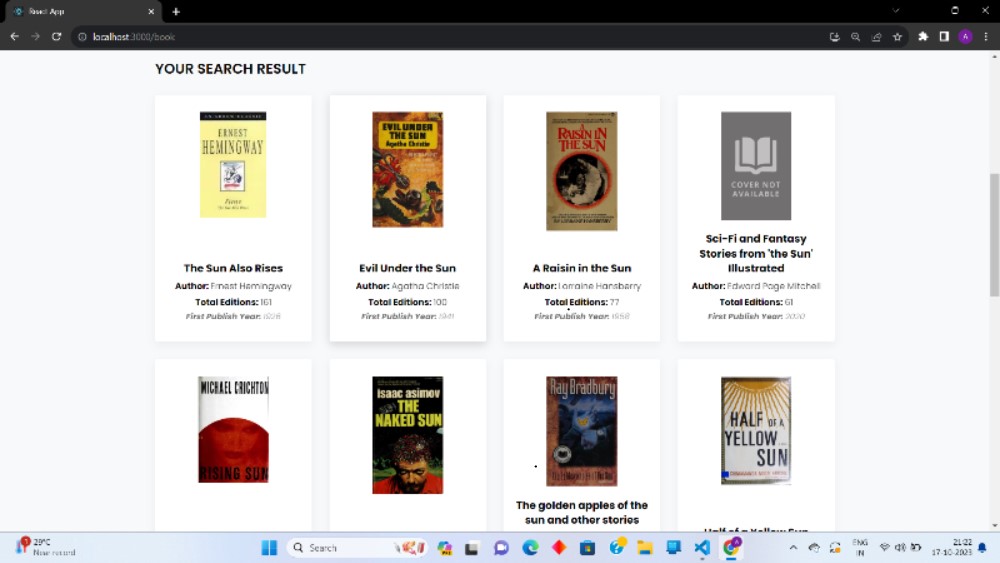 React App
localhost:3000/book
YOUR SEARCH RESULT
ERNEST
HEMINGWAY
Fiesta
The Sun Also Rises
Author: Ernest Hemingway
Total Editions: 161
First Publish Year: 1926
EVIL UNDER
THE SUN
Agatha Christie
Evil Under the Sun
Author: Agatha Christie
Total Editions: 100
First Publish Year: 1941
A
RAISIN IN
THE SUN
A Raisin in the Sun
Author: Lorraine Hansberry
Total Editions: 77
First Publish Year: 1959
COVER NOT
AVAILABLE
Sci-Fi and Fantasy
Stories from 'the Sun'
Illustrated
Author: Edward Page Mitchell
Total Editions: 61
First Publish Year: 2020
MICHAEL CRICHTON
RISING SUN
isaac asimov
THE
NAKED SUN
Ray Bradbury
The golden apples of the
sun and other stories
HALF OF A
YELLOW
SUN
Half of a Yellow Sun
29°C
Near record
Search
ENG
IN
21:22
17-10-2023